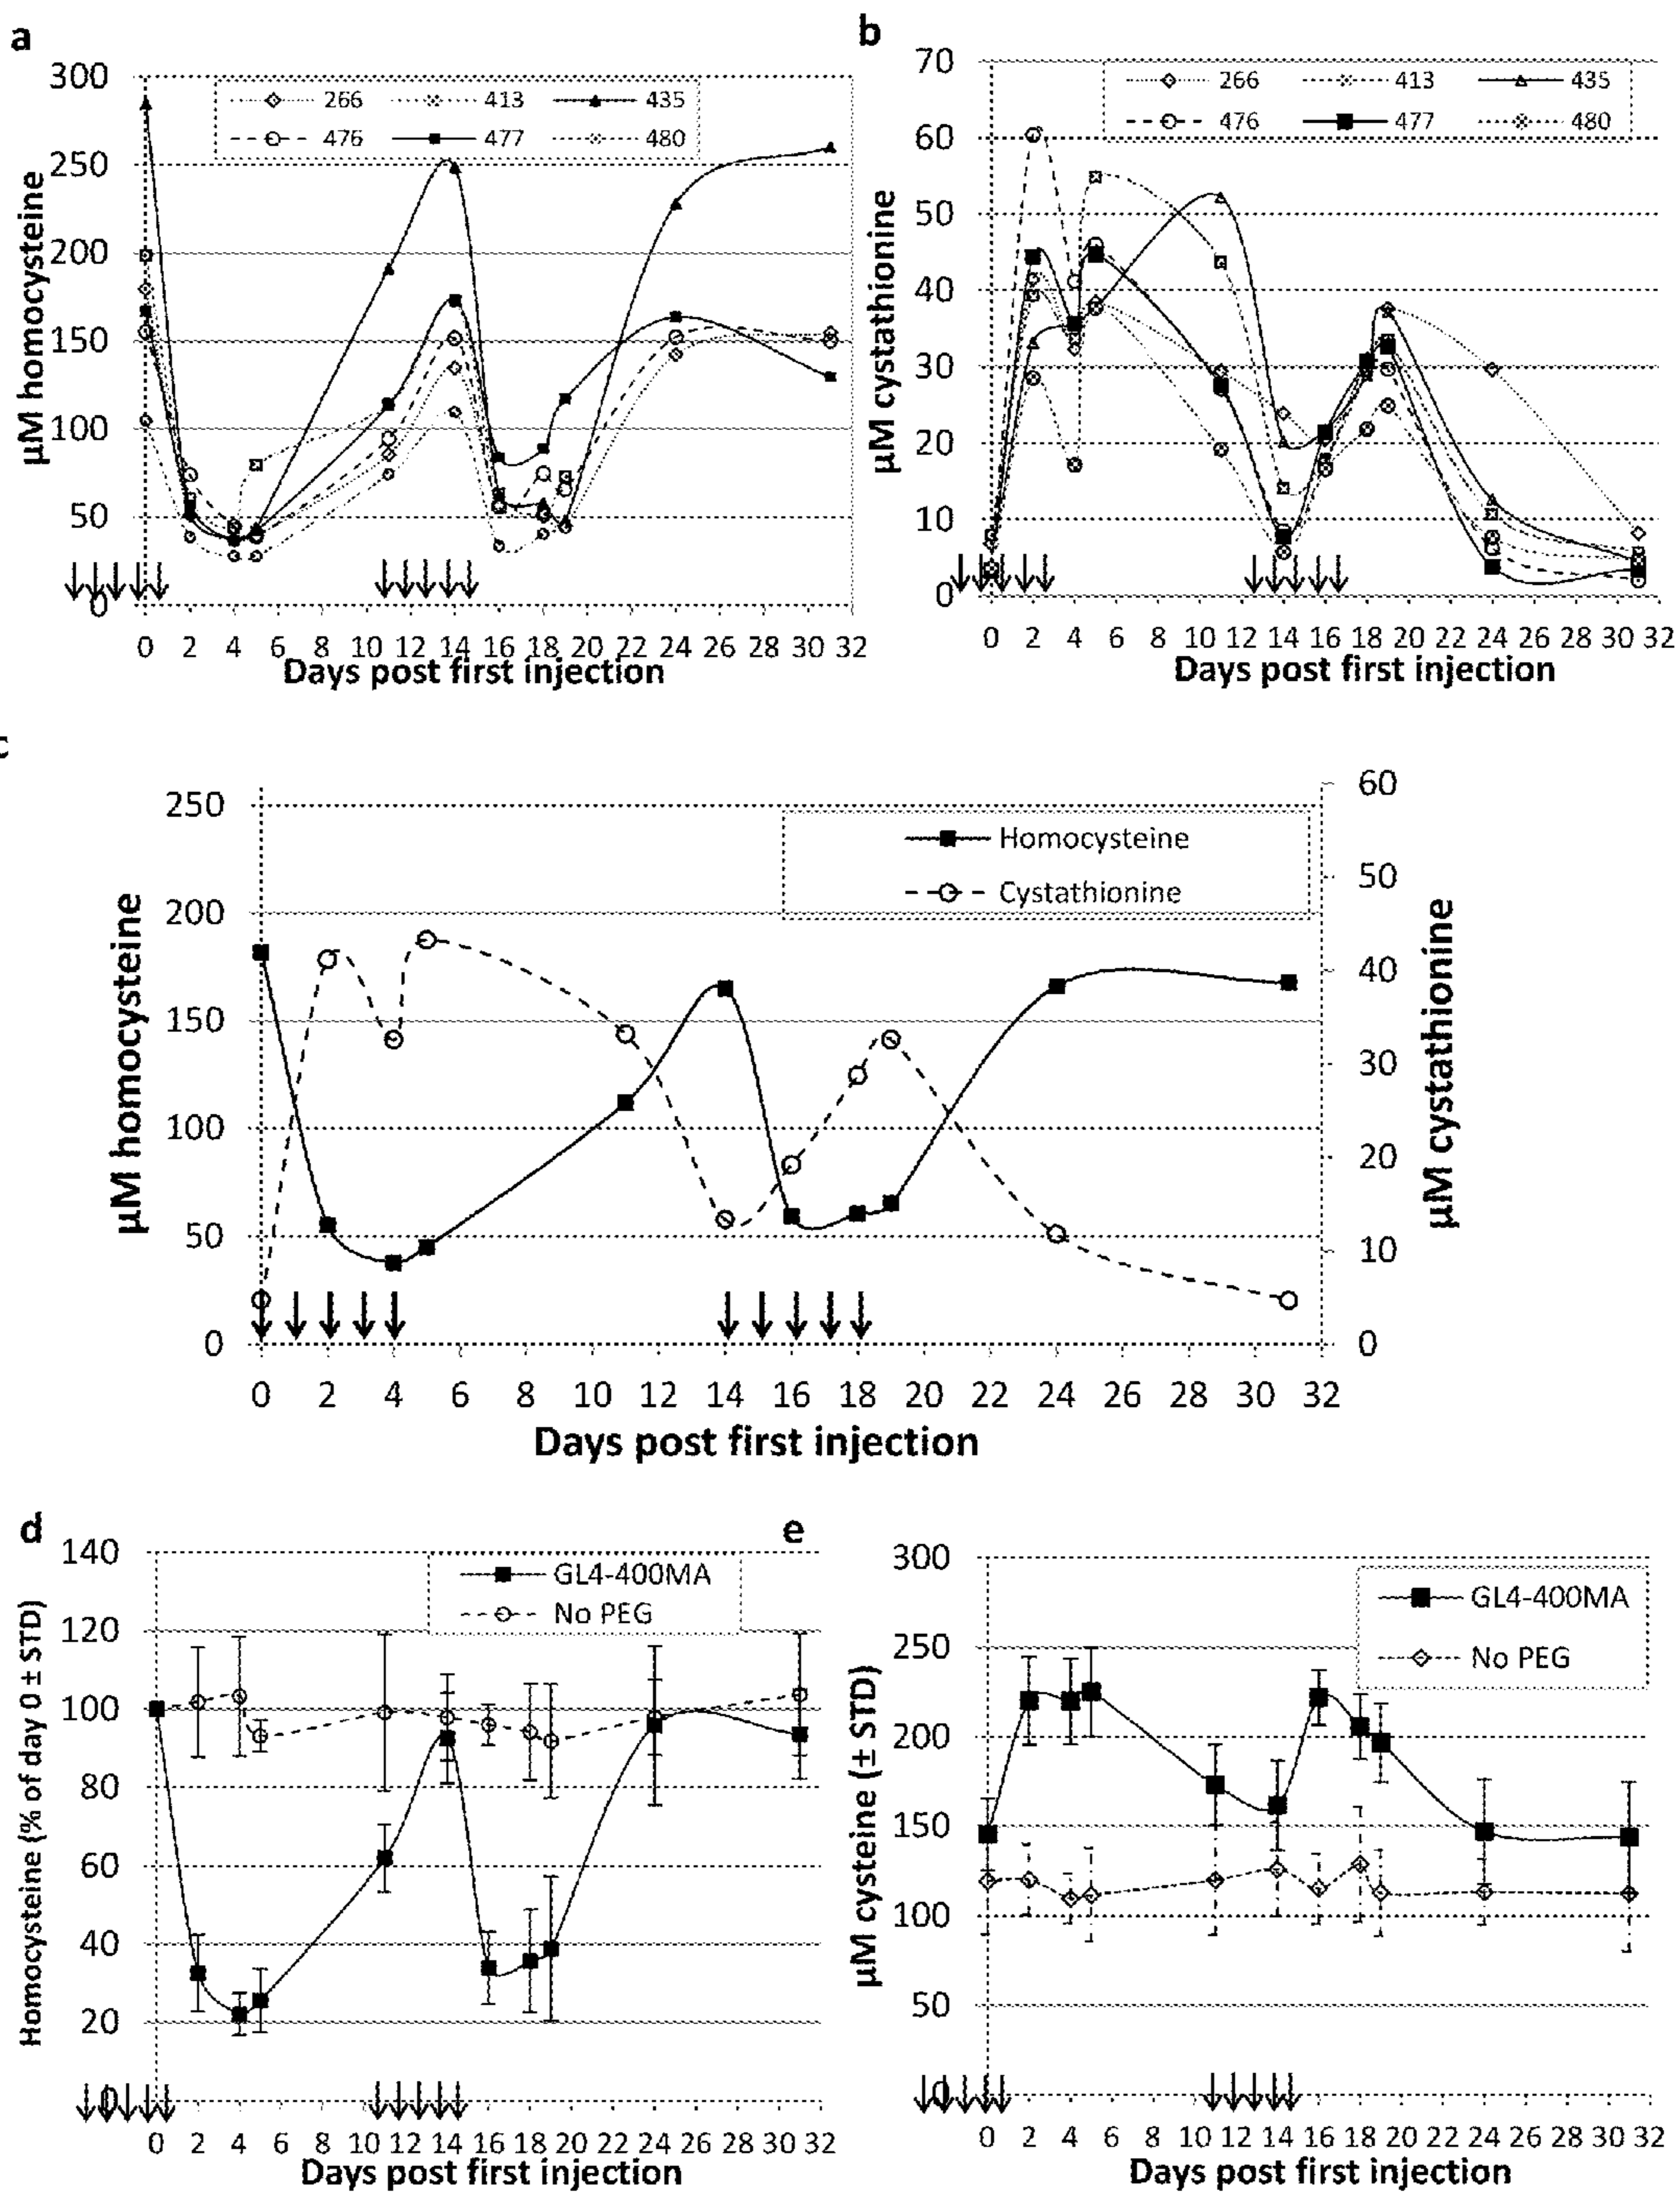 a
300
250
200
150
100
50
0
µM homocysteine
266 413 435
476 477 480
0 2 4 6 8 10 12 14 16 18 20 22 24 26 28 30 32
Days post first injection
b
70
60
50
40
30
20
10
0
µM cystathionine
266 413 435
476 477 480
0 2 4 6 8 10 12 14 16 18 20 22 24 26 28 30 32
Days post first injection
c
250
200
150
100
50
0
µM homocysteine
Homocysteine
Cystathionine
60
50
40
30
20
10
0
µM cystathionine
0 2 4 6 8 10 12 14 16 18 20 22 24 26 28 30 32
Days post first injection
d
140
120
100
80
60
40
20
0
Homocysteine (% of day 0 ± STD)
GL4-400MA
No PEG
0 2 4 6 8 10 12 14 16 18 20 22 24 26 28 30 32
Days post first injection
e
300
250
200
150
100
50
0
µM cysteine (± STD)
GL4-400MA
No PEG
0 2 4 6 8 10 12 14 16 18 20 22 24 26 28 30 32
Days post first injection